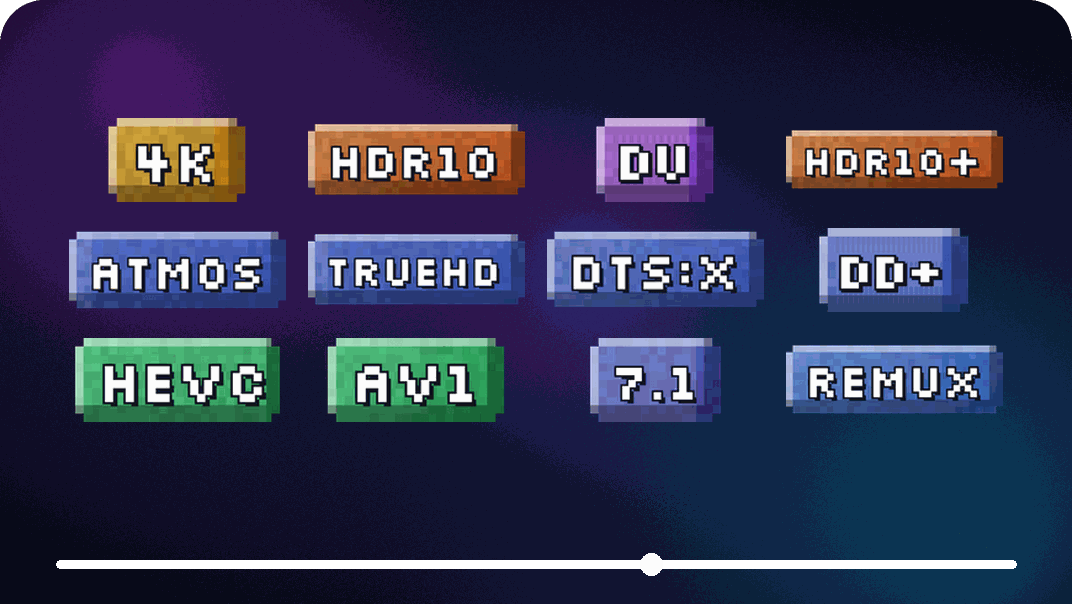 4K HDR10 DV HDR10+
ATMOS TRUEHD DTS:X DD+
HEVC AV1 7.1 REMUX